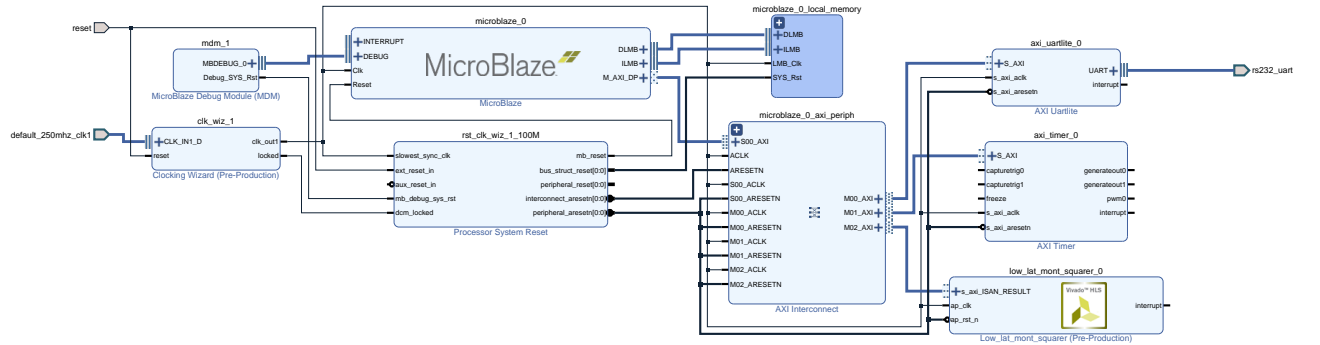 reset
default_250mhz_clk1
mdm_1
MBDEBUG_0
Debug_SYS_Rst
MicroBlaze Debug Module (MDM)
clk_wiz_1
CLK_IN1_D
reset
clk_out1
locked
Clocking Wizard (Pre-Production)
microblaze_0
INTERRUPT
DEBUG
Clk
Reset
MicroBlaze
DLMB
ILMB
M_AXI_DP
MicroBlaze
rst_clk_wiz_1_100M
slowest_sync_clk
ext_reset_in
aux_reset_in
mb_debug_sys_rst
dcm_locked
mb_reset
bus_struct_reset[0:0]
peripheral_reset[0:0]
interconnect_aresetn[0:0]
peripheral_aresetn[0:0]
Processor System Reset
microblaze_0_local_memory
DLMB
ILMB
LMB_Clk
SYS_Rst
microblaze_0_axi_periph
S00_AXI
ACLK
ARESETN
S00_ACLK
S00_ARESETN
M00_ACLK
M00_ARESETN
M01_ACLK
M01_ARESETN
M02_ACLK
M02_ARESETN
M00_AXI
M01_AXI
M02_AXI
AXI Interconnect
axi_uartlite_0
S_AXI
s_axi_aclk
s_axi_aresetn
UART
interrupt
AXI Uartlite
rs232_uart
axi_timer_0
S_AXI
capturetrig0
capturetrig1
freeze
s_axi_aclk
s_axi_aresetn
generateout0
generateout1
pwm0
interrupt
AXI Timer
low_lat_mont_squarer_0
s_axi_ISAN_RESULT
ap_clk
ap_rst_n
Vivado™ HLS
interrupt
Low_lat_mont_squarer (Pre-Production)